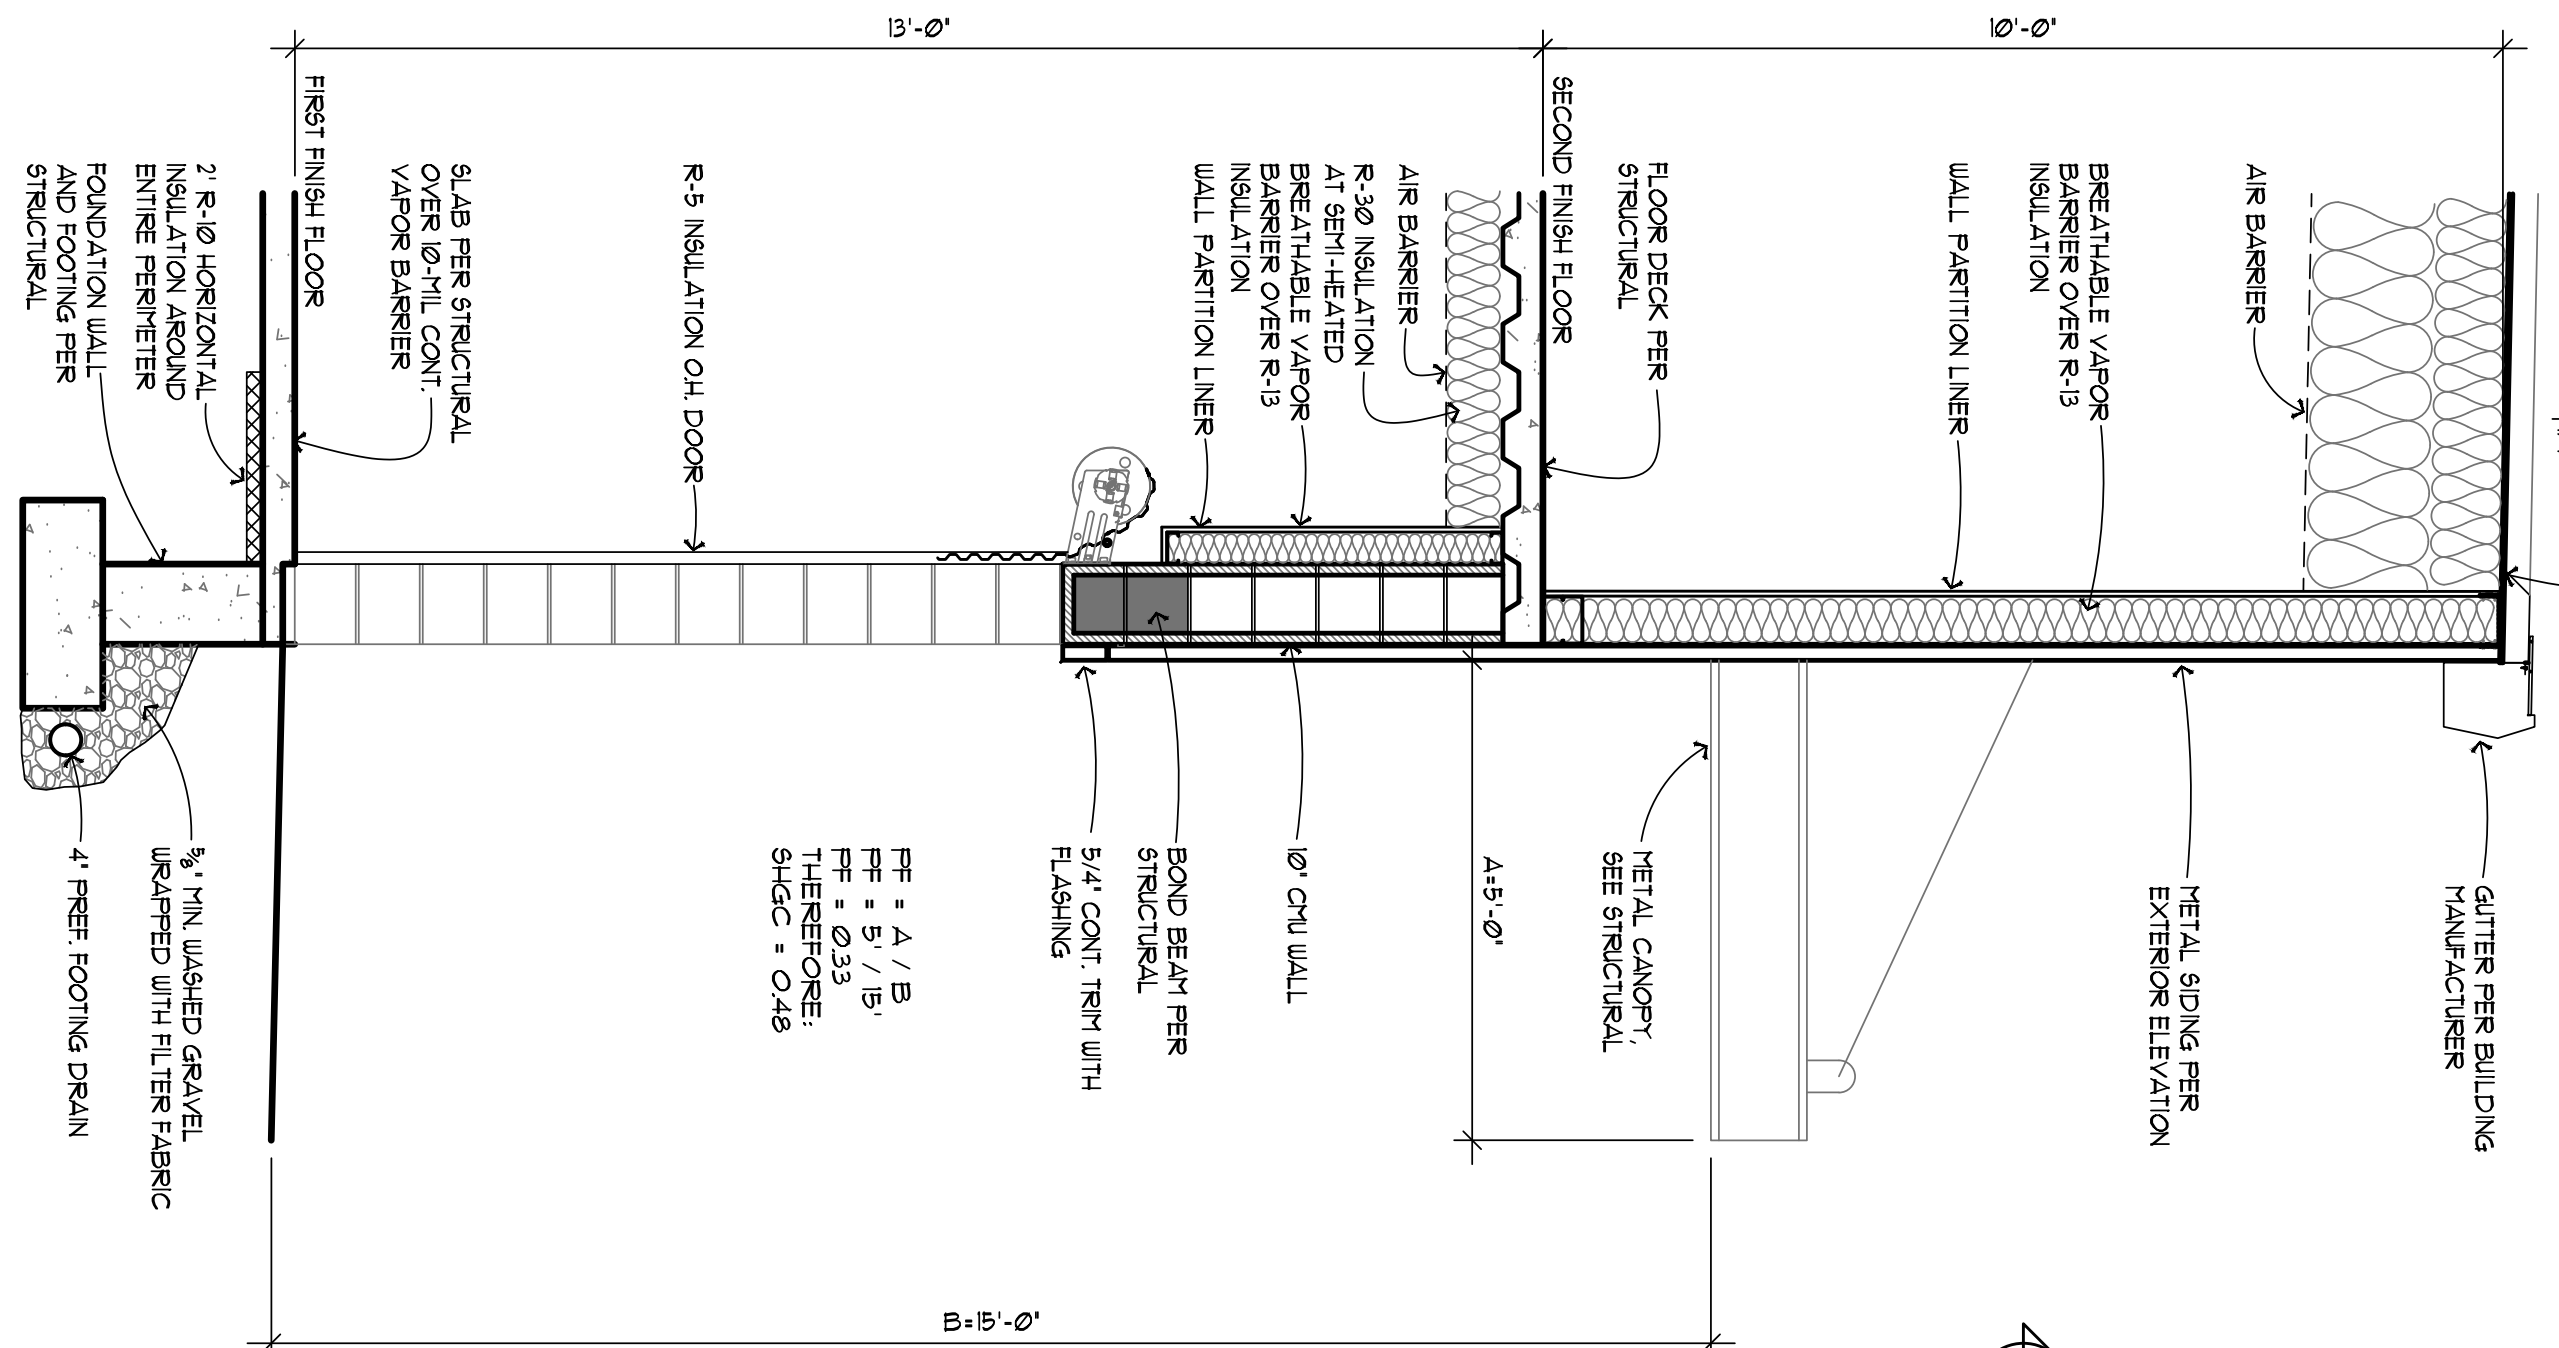 13'-0"
10'-0"
GUTTER PER BUILDING
MANUFACTURER
AIR BARRIER
METAL SIDING PER
EXTERIOR ELEVATION
BREATHABLE VAPOR
BARRIER OVER R-13
INSULATION
WALL PARTITION LINER
FLOOR DECK PER
STRUCTURAL
METAL CANOPY,
SEE STRUCTURAL
SECOND FINISH FLOOR
A=5'-0"
AIR BARRIER
R-30 INSULATION
AT SEMI-HEATED
BREATHABLE VAPOR
BARRIER OVER R-13
INSULATION
WALL PARTITION LINER
10" CMU WALL
BOND BEAM PER
STRUCTURAL
5/4" CONT. TRIM WITH
FLASHING
PF = A / B
PF = 5' / 15'
PF = 0.33
THEREFORE:
SHGC = 0.48
R-5 INSULATION O.H. DOOR
SLAB PER STRUCTURAL
OVER 10-MIL CONT.
VAPOR BARRIER
FIRST FINISH FLOOR
2' R-10 HORIZONTAL
INSULATION AROUND
ENTIRE PERIMETER
FOUNDATION WALL
AND FOOTING PER
STRUCTURAL
5/8" MIN. WASHED GRAVEL
WRAPPED WITH FILTER FABRIC
4" PREF. FOOTING DRAIN
B=15'-0"